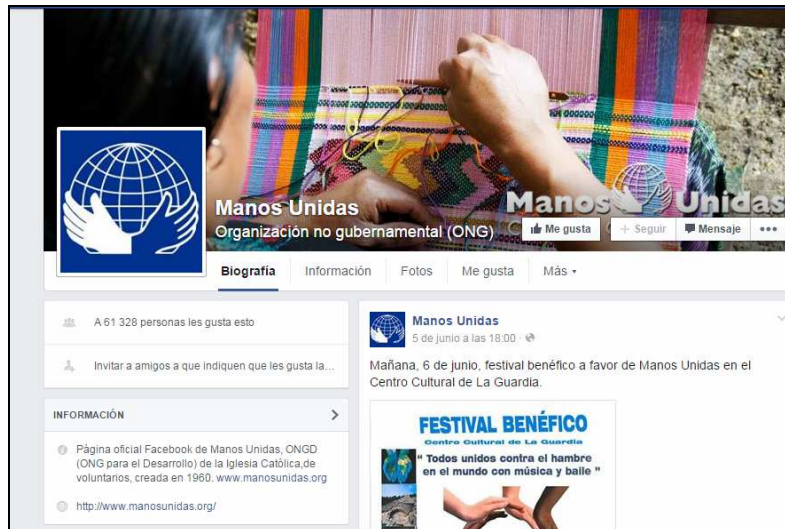 Manos Unidas
Manos Unidas
Organización no gubernamental (ONG)
Me gusta
+ Seguir
Mensaje
Biografía
Información
Fotos
Me gusta
Más
A 61 328 personas les gusta esto
Invitar a amigos a que indiquen que les gusta la...
INFORMACIÓN
Página oficial Facebook de Manos Unidas, ONGD
(ONG para el Desarrollo) de la Iglesia Católica,de
voluntarios, creada en 1960. www.manosunidas.org
http://www.manosunidas.org/
Manos Unidas
5 de junio a las 18:00 ·
Mañana, 6 de junio, festival benéfico a favor de Manos Unidas en el
Centro Cultural de La Guardia.
FESTIVAL BENÉFICO
Centro Cultural de La Guardia
" Todos unidos contra el hambre
en el mundo con música y baile "